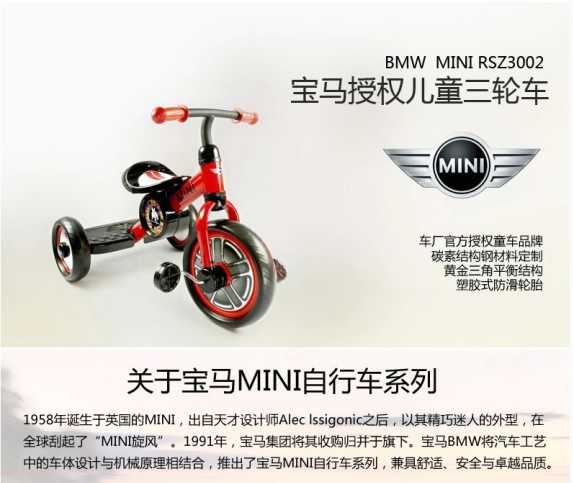 BMW MINI RSZ3002
宝马授权儿童三轮车
MINI
车厂官方授权童车品牌
碳素结构钢材料定制
黄金三角平衡结构
塑胶式防滑轮胎
MINI
关于宝马MINI自行车系列
1958年诞生于英国的MINI，出自天才设计师Alec lssigonic之后，以其精巧迷人的外型，在
全球刮起了“MINI旋风”。1991年，宝马集团将其收购归并于旗下。宝马BMW将汽车工艺
中的车体设计与机械原理相结合，推出了宝马MINI自行车系列，兼具舒适、安全与卓越品质。